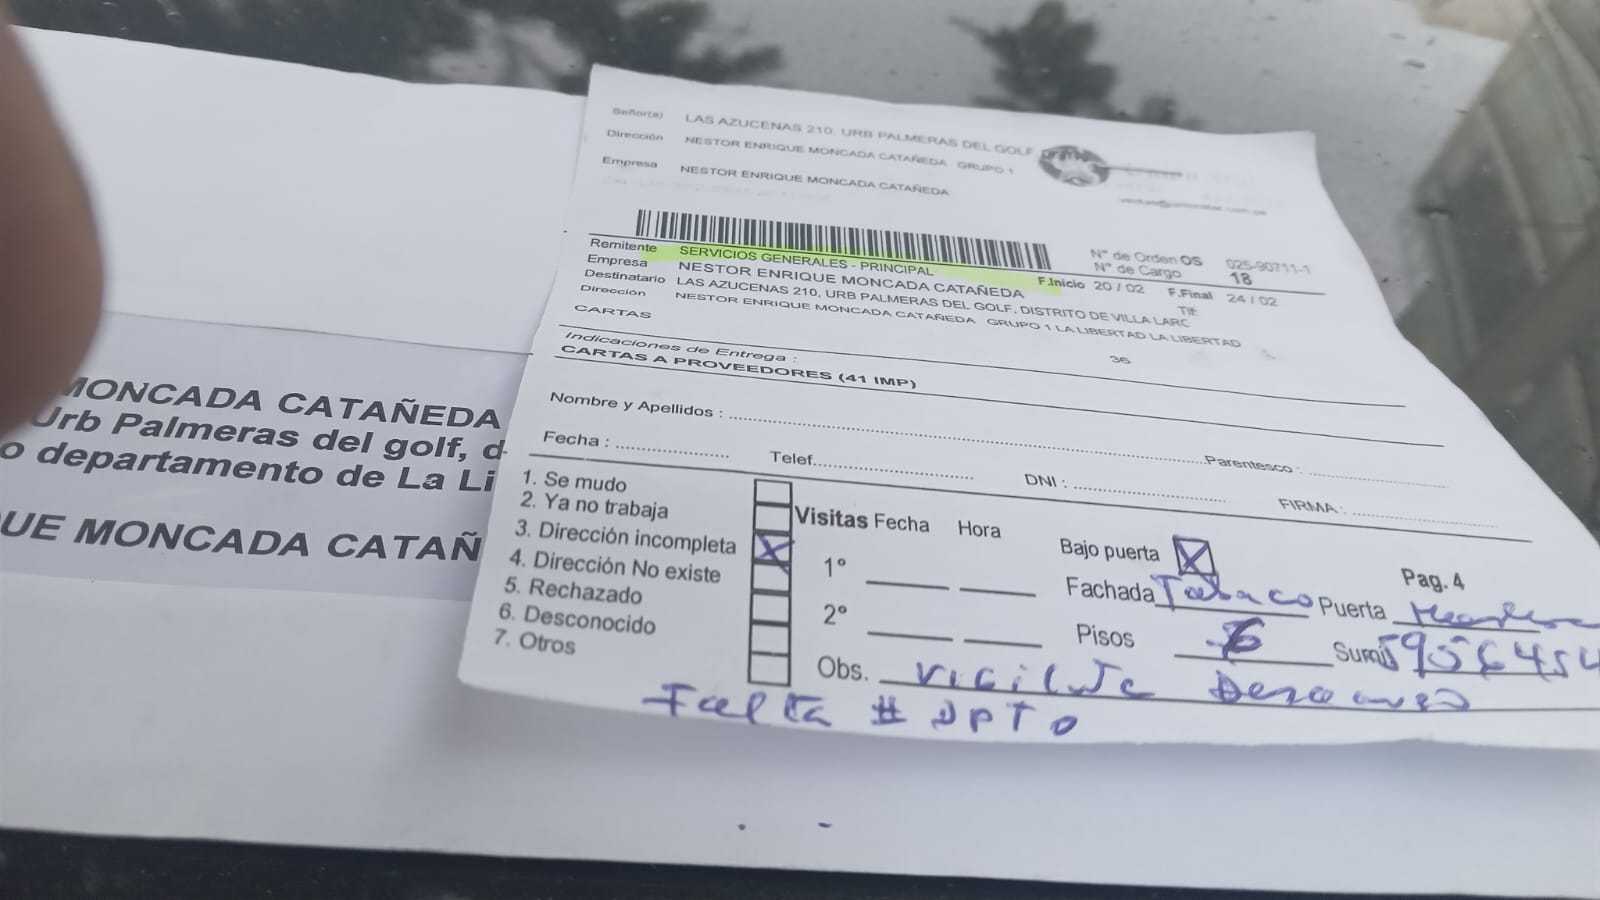 Señor(a) LAS AZUCENAS 210, URB PALMERAS DEL GOLF
Dirección NESTOR ENRIQUE MONCADA CATAÑEDA GRUPO 1
Empresa NESTOR ENRIQUE MONCADA CATAÑEDA
Remitente SERVICIOS GENERALES - PRINCIPAL
Empresa NESTOR ENRIQUE MONCADA CATAÑEDA
Destinatario LAS AZUCENAS 210, URB PALMERAS DEL GOLF, DISTRITO DE VILLA LARC
Dirección NESTOR ENRIQUE MONCADA CATAÑEDA GRUPO 1 LA LIBERTAD LA LIBERTAD
N° de Orden OS 025-90711-1
N° de Cargo 18
F.Inicio 20 / 02 F.Final 24 / 02
Tlf:
CARTAS 36
Indicaciones de Entrega :
CARTAS A PROVEEDORES (41 IMP)
Nombre y Apellidos : Parentesco :
Fecha : Telef. DNI : FIRMA :
1. Se mudo
2. Ya no trabaja
3. Dirección incompleta X
4. Dirección No existe
5. Rechazado
6. Desconocido
7. Otros
Visitas Fecha Hora
1°
2°
Bajo puerta X Pag. 4
Fachada Tabaco Puerta
Pisos 6 Sumi
Obs. Vigilte
Falta # DPTO
MONCADA CATAÑEDA
Urb Palmeras del golf, d
o departamento de La Li
UE MONCADA CATAÑ